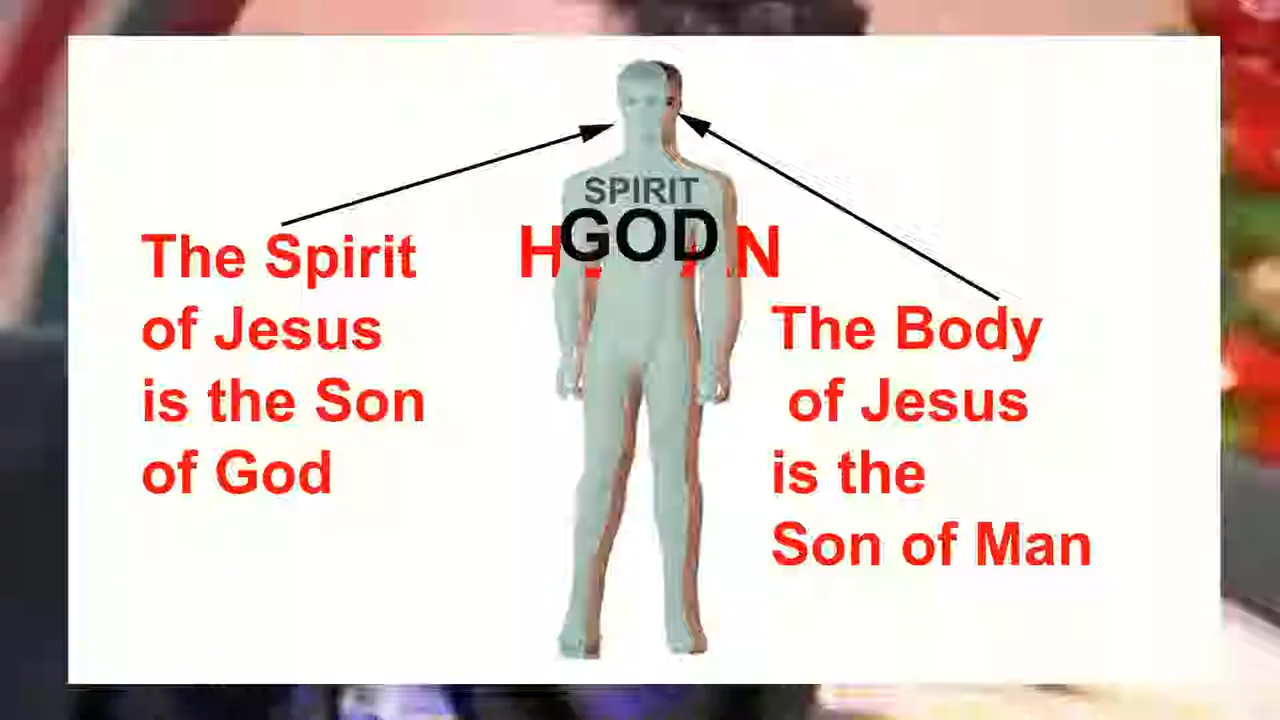 SPIRIT
GOD
H AN
The Spirit
of Jesus
is the Son
of God
The Body
of Jesus
is the
Son of Man